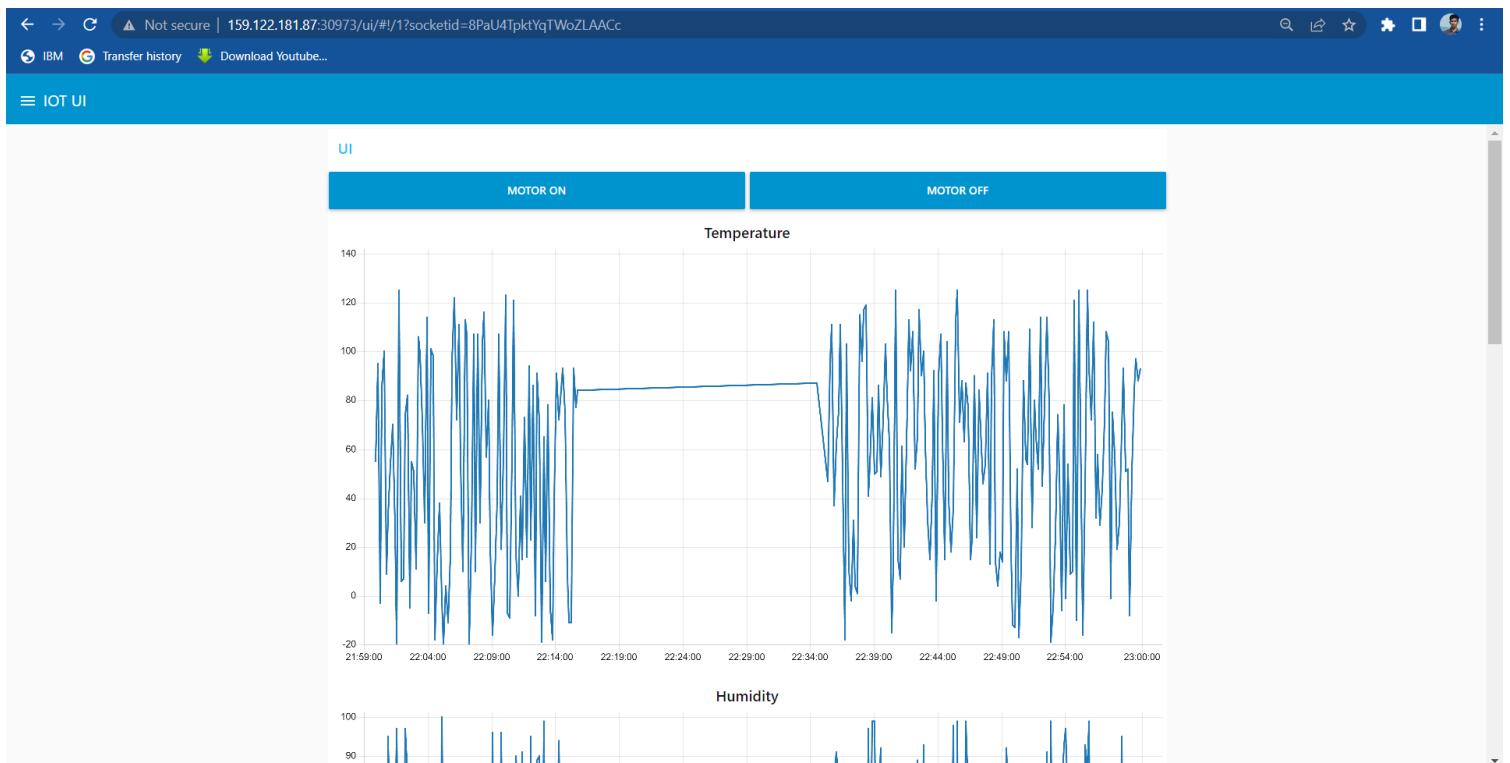 Not secure | 159.122.181.87:30973/ui/#!/1?socketid=8PaU4TpktYqTWoZLAACc
IBM Transfer history Download Youtube...
IOT UI
UI
MOTOR ON MOTOR OFF
Temperature
140
120
100
80
60
40
20
0
-20
21:59:00 22:04:00 22:09:00 22:14:00 22:19:00 22:24:00 22:29:00 22:34:00 22:39:00 22:44:00 22:49:00 22:54:00 23:00:00
Humidity
100
90